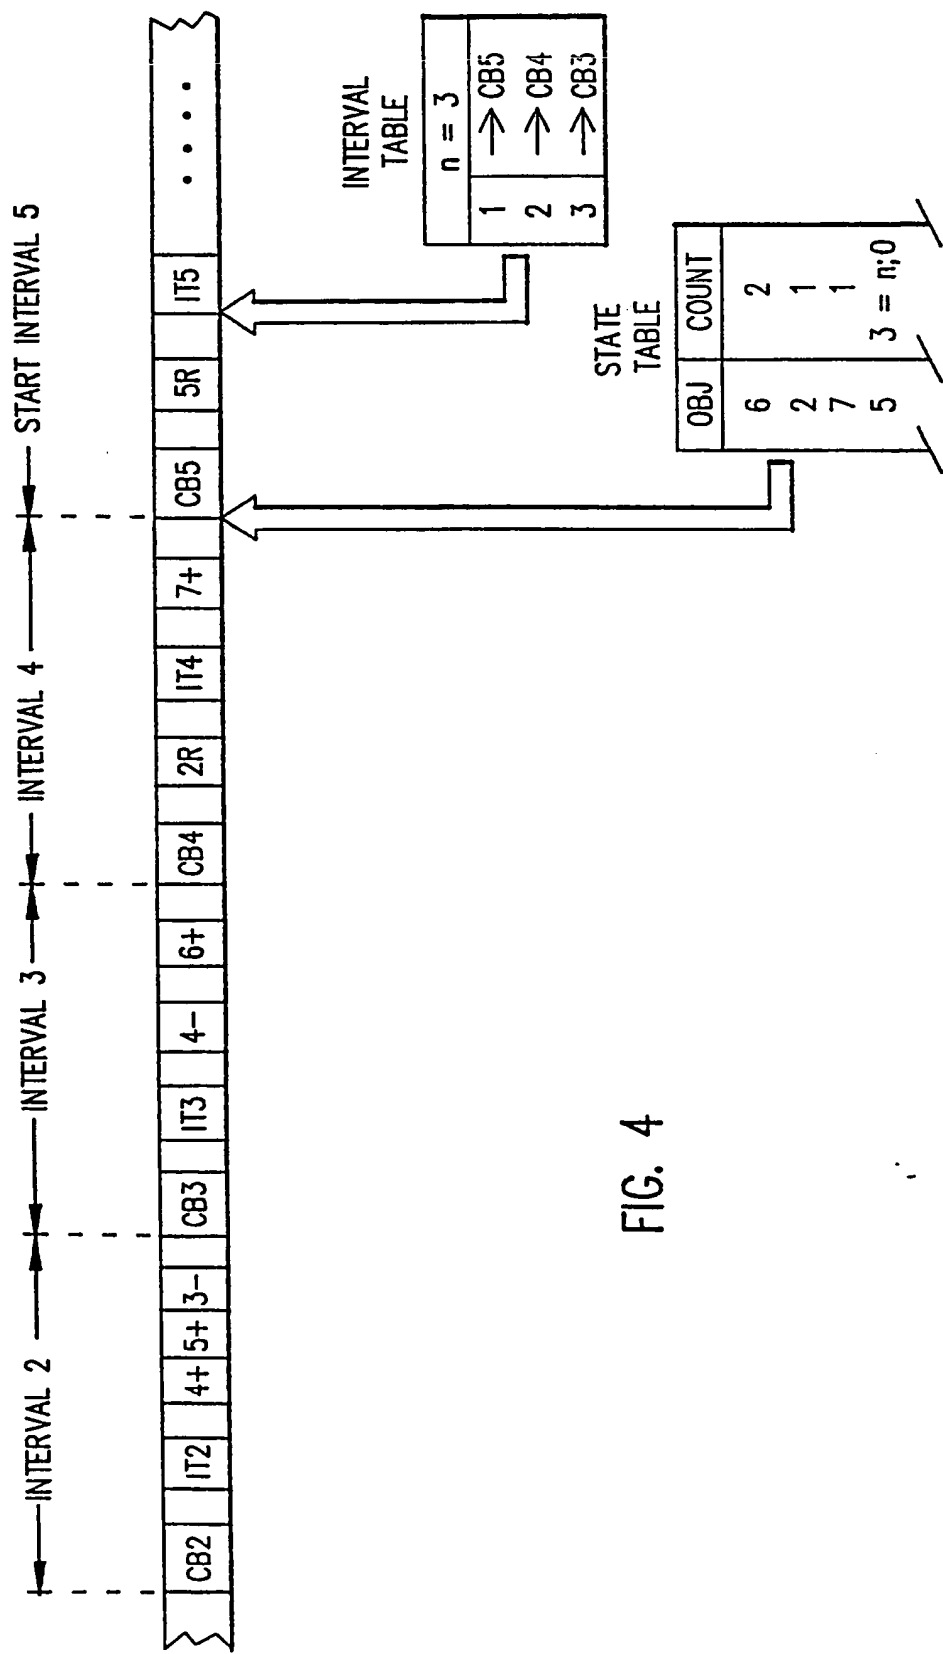 INTERVAL 2
INTERVAL 3
INTERVAL 4
START INTERVAL 5
CB2 IT2 4+ 5+ 3- CB3 IT3 4- 6+ CB4 2R IT4 7+ CB5 5R IT5 ....
STATE
TABLE
OBJ COUNT
6 2
2 1
7 1
5 3 = n;0
INTERVAL
TABLE
n = 3
1 → CB5
2 → CB4
3 → CB3
FIG. 4